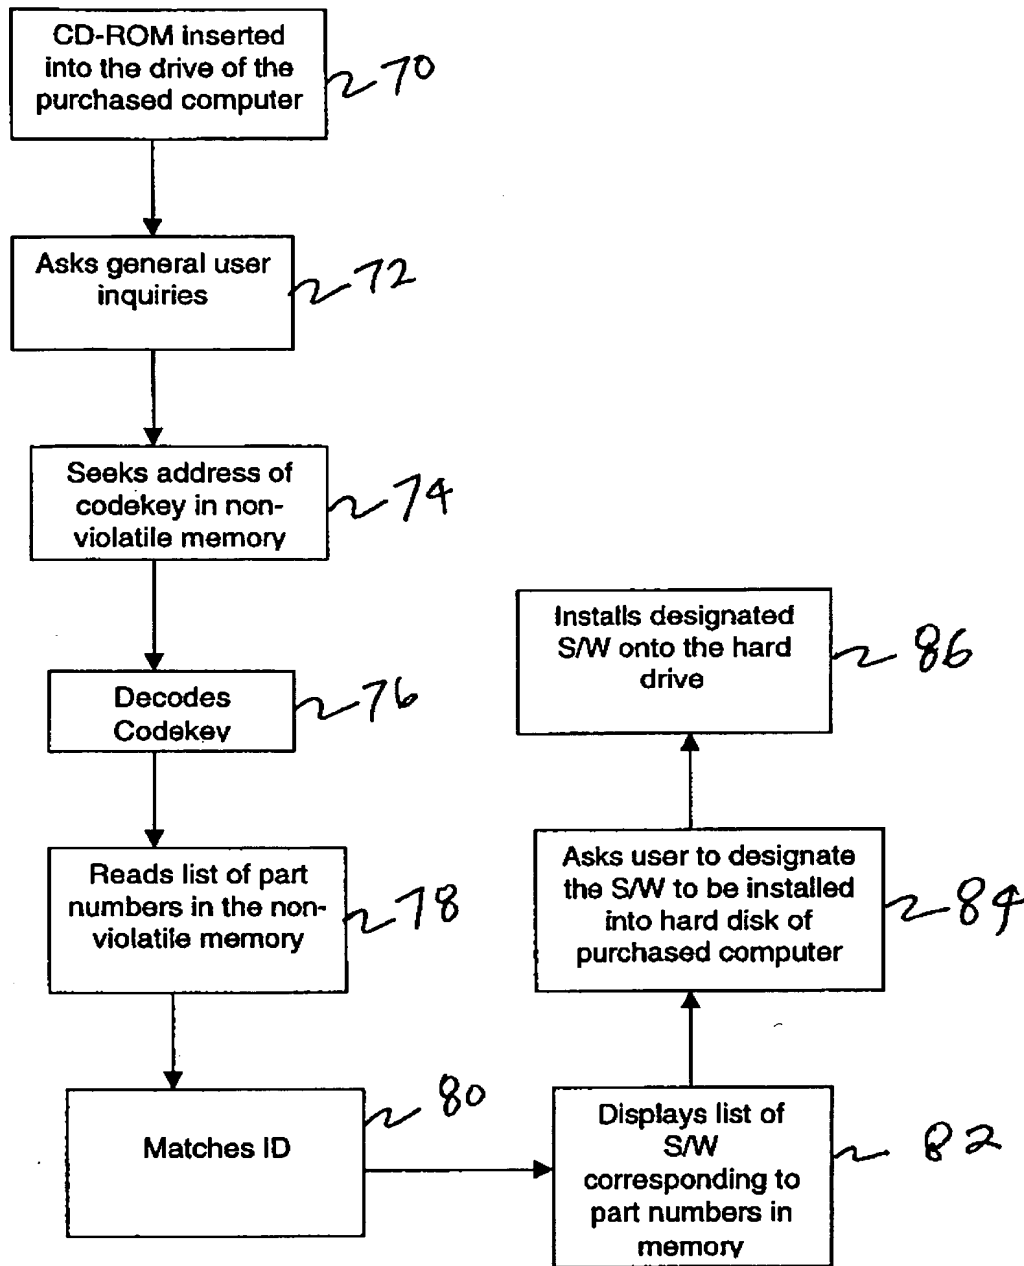 CD-ROM inserted
into the drive of the
purchased computer
70
Asks general user
inquiries
72
Seeks address of
codekey in non-
violatile memory
74
Decodes
Codekey
76
Reads list of part
numbers in the non-
violatile memory
78
Matches ID
80
Displays list of
S/W
corresponding to
part numbers in
memory
82
Asks user to designate
the S/W to be installed
into hard disk of
purchased computer
84
Installs designated
S/W onto the hard
drive
86